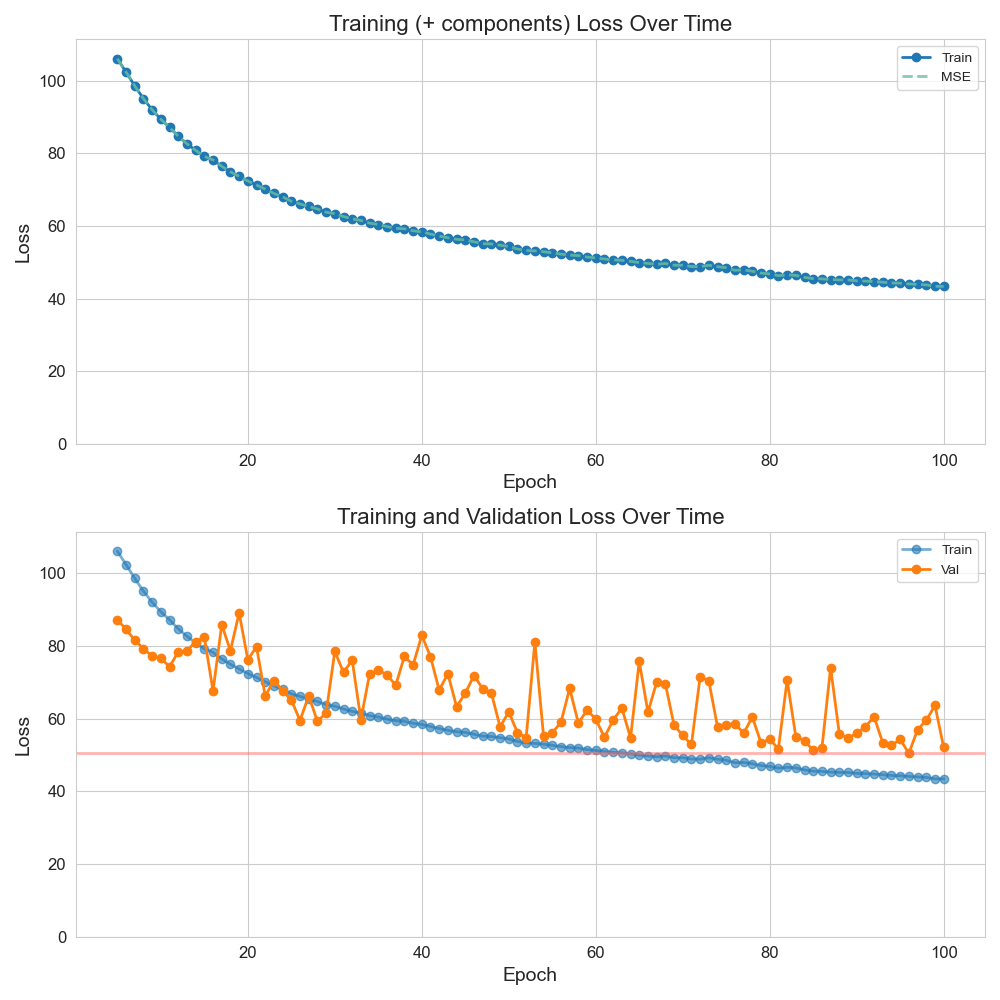 Training (+ components) Loss Over Time
Train
MSE
100
80
60
40
20
0
Loss
20 40 60 80 100
Epoch
Training and Validation Loss Over Time
Train
Val
100
80
60
40
20
0
Loss
20 40 60 80 100
Epoch